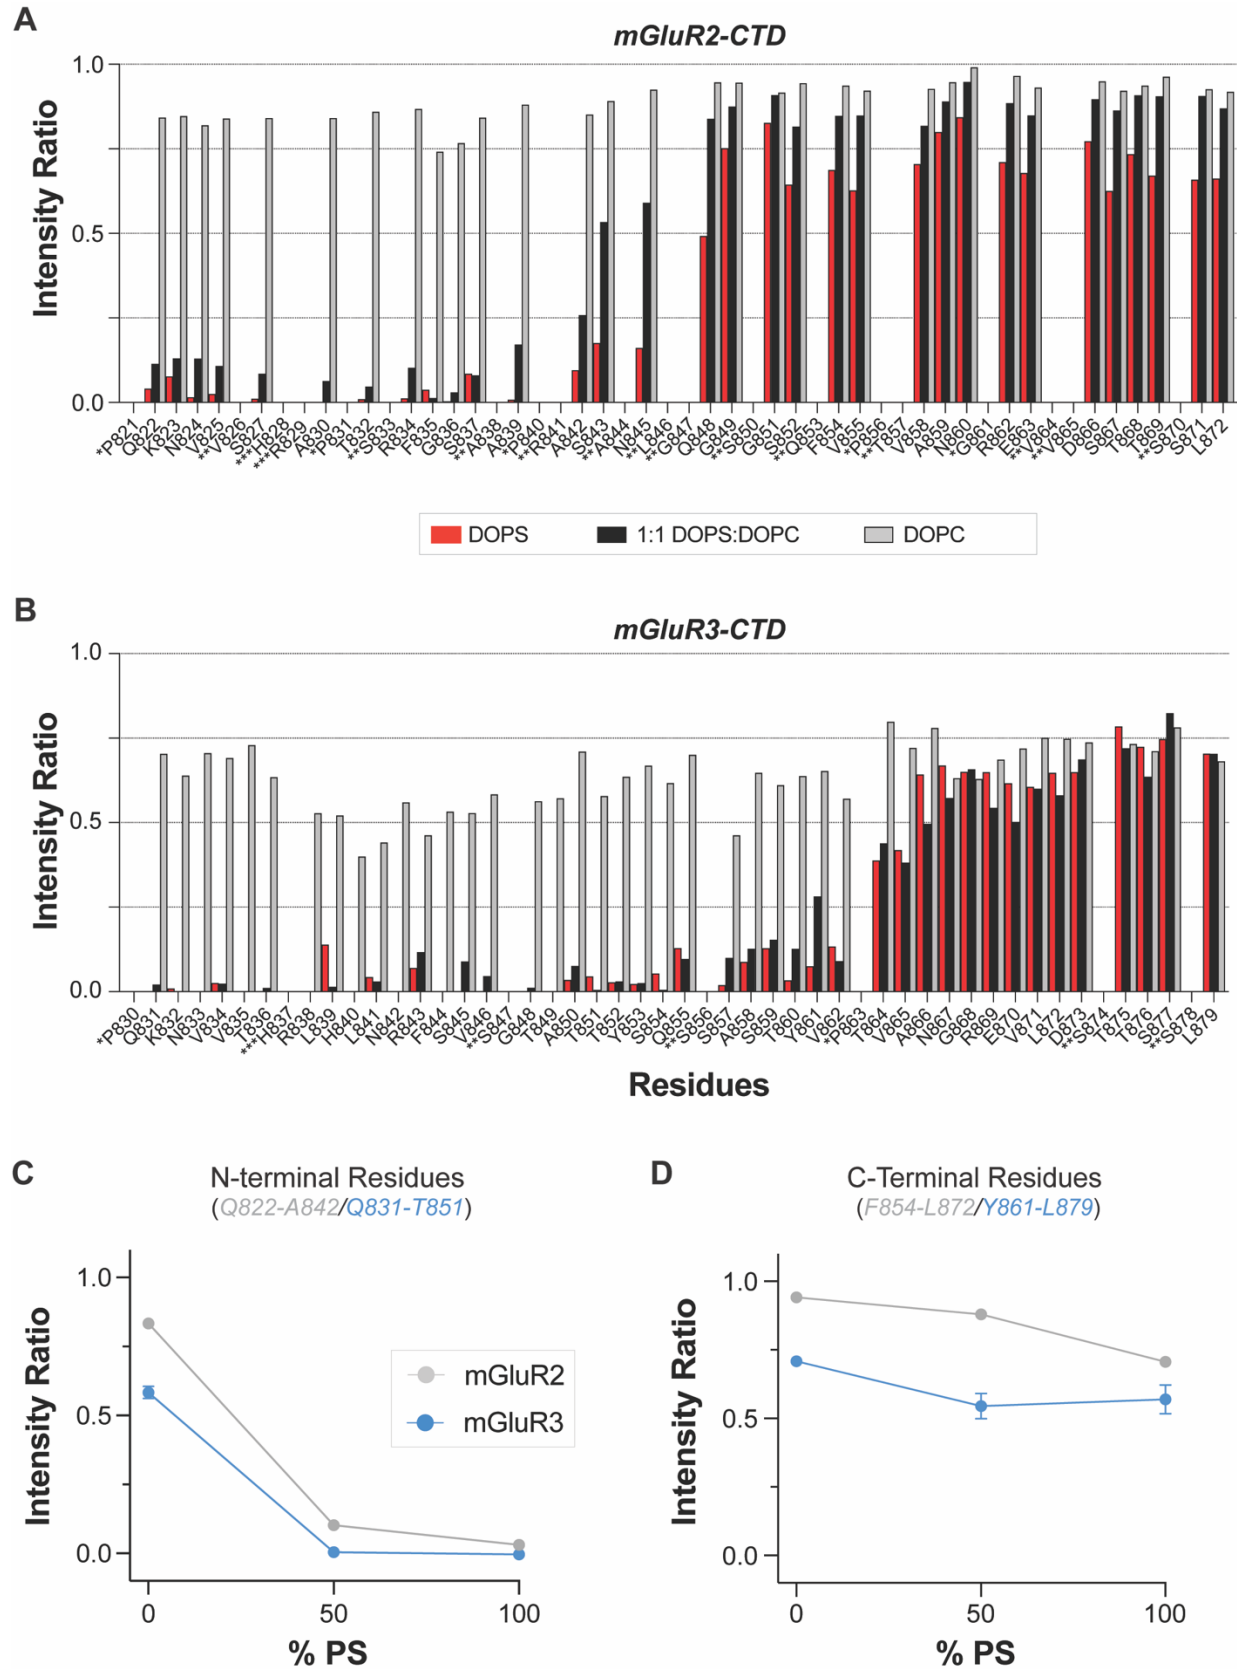 A
mGluR2-CTD
Intensity Ratio
1.0
0.5
0.0
*P821
Q822
K823
N824
V825
**V826
S827
***H828
***R829
A830
*P831
T832
**S833
R834
F835
G836
S837
**A838
A839
*P840
**R841
A842
S843
**A844
N845
**L846
**G847
Q848
G849
**S850
G851
S852
**Q853
F854
V855
*P856
**T857
V858
A859
N860
*G861
R862
E863
**V864
**V865
D866
S867
T868
T869
**S870
S871
L872
DOPS
1:1 DOPS:DOPC
DOPC
B
mGluR3-CTD
Intensity Ratio
1.0
0.5
0.0
*P830
Q831
K832
N833
V834
V835
T836
***H837
R838
L839
H840
L841
N842
R843
F844
S845
V846
**S847
G848
T849
A850
T851
T852
Y853
S854
Q855
**S856
S857
A858
S859
T860
Y861
V862
*P863
T864
V865
A866
N867
G868
R869
E870
V871
L872
D873
**S874
T875
T876
S877
**S878
L879
Residues
C
N-terminal Residues
(Q822-A842/Q831-T851)
Intensity Ratio
1.0
0.5
0.0
mGluR2
mGluR3
0 50 100
% PS
D
C-Terminal Residues
(F854-L872/Y861-L879)
Intensity Ratio
1.0
0.5
0.0
0 50 100
% PS